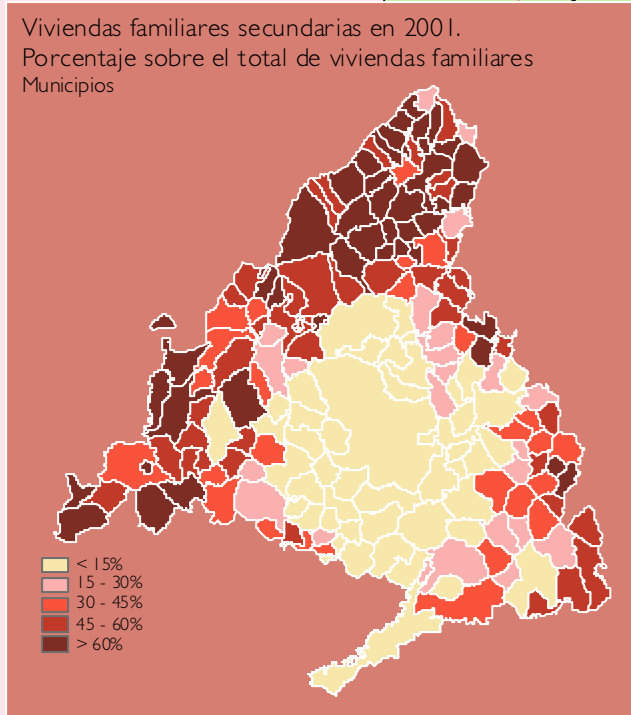 Viviendas familiares secundarias en 2001.
Porcentaje sobre el total de viviendas familiares
Municipios
< 15%
15 - 30%
30 - 45%
45 - 60%
> 60%